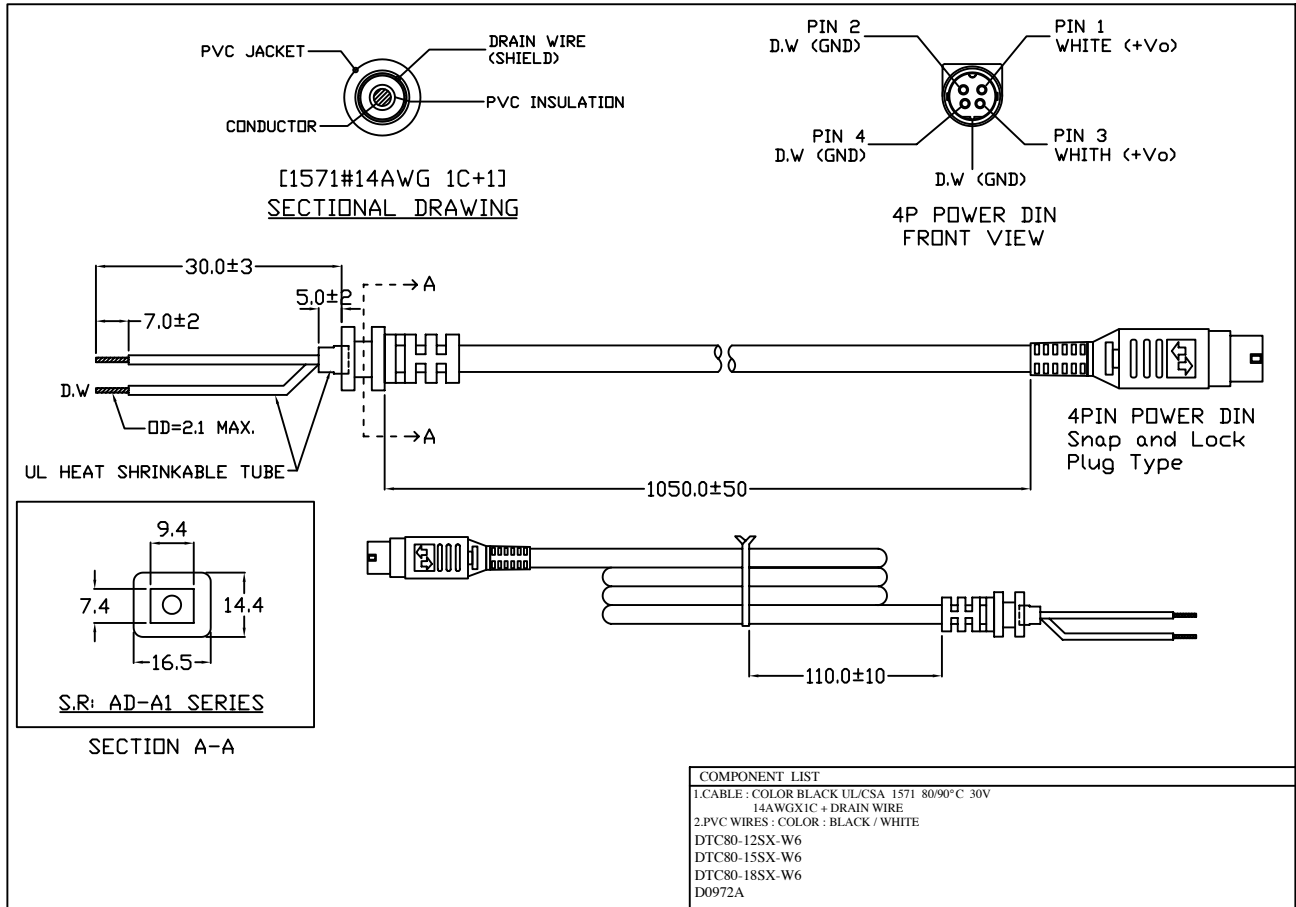 PVC JACKET
DRAIN WIRE
(SHIELD)
PVC INSULATION
CONDUCTOR
[1571#14AWG 1C+1]
SECTIONAL DRAWING
PIN 2
D.W (GND)
PIN 1
WHITE (+Vo)
PIN 4
D.W (GND)
PIN 3
WHITH (+Vo)
D.W (GND)
4P POWER DIN
FRONT VIEW
30.0±3
5.0±2
7.0±2
A
D.W
OD=2.1 MAX.
A
UL HEAT SHRINKABLE TUBE
1050.0±50
4PIN POWER DIN
Snap and Lock
Plug Type
9.4
7.4
14.4
16.5
S.R: AD-A1 SERIES
SECTION A-A
110.0±10
COMPONENT LIST
1.CABLE : COLOR BLACK UL/CSA 1571 80/90°C 30V
14AWGX1C + DRAIN WIRE
2.PVC WIRES : COLOR : BLACK / WHITE
DTC80-12SX-W6
DTC80-15SX-W6
DTC80-18SX-W6
D0972A